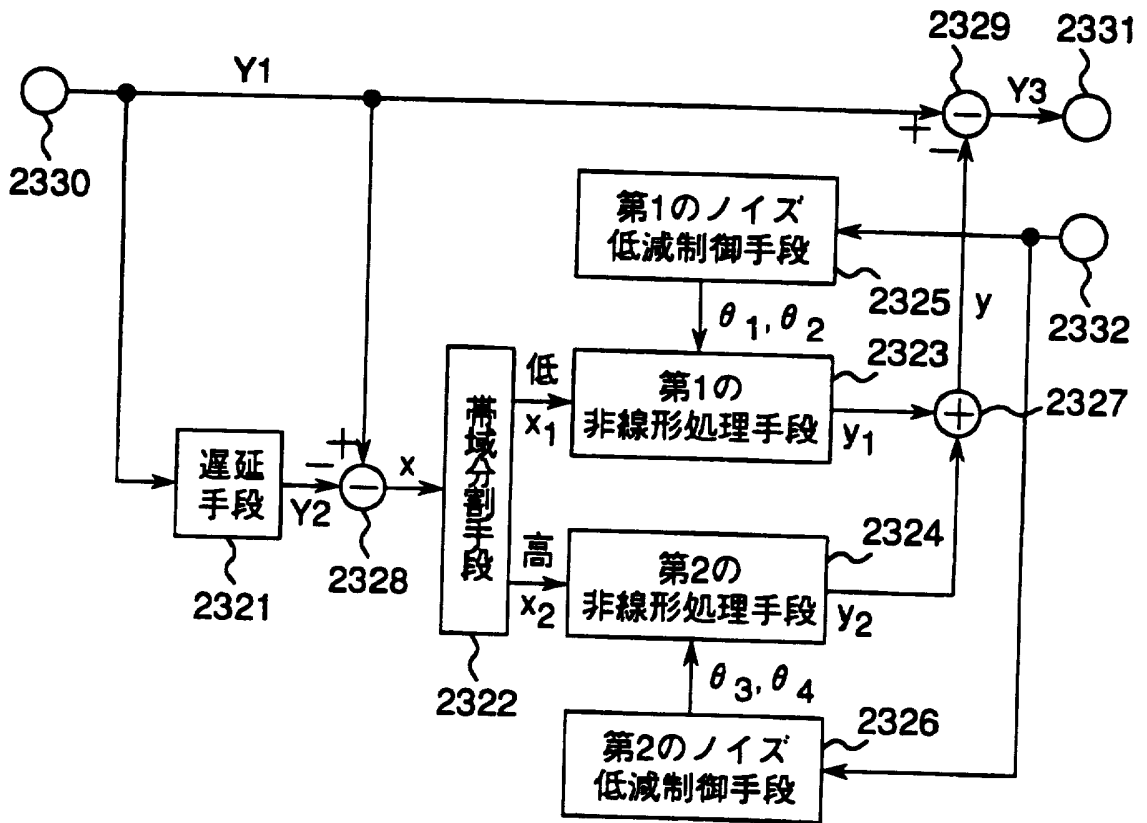 2329
2331
Y1
Y3
+
−
−
2330
第1のノイズ
低減制御手段
2325
2332
θ1, θ2
y
2323
低
x1
第1の
非線形処理手段
y1
+
2327
帯域分割手段
遅延
手段
−
Y2
+
−
x
2321
2328
高
x2
第2の
非線形処理手段
2324
y2
2322
θ3, θ4
第2のノイズ
低減制御手段
2326